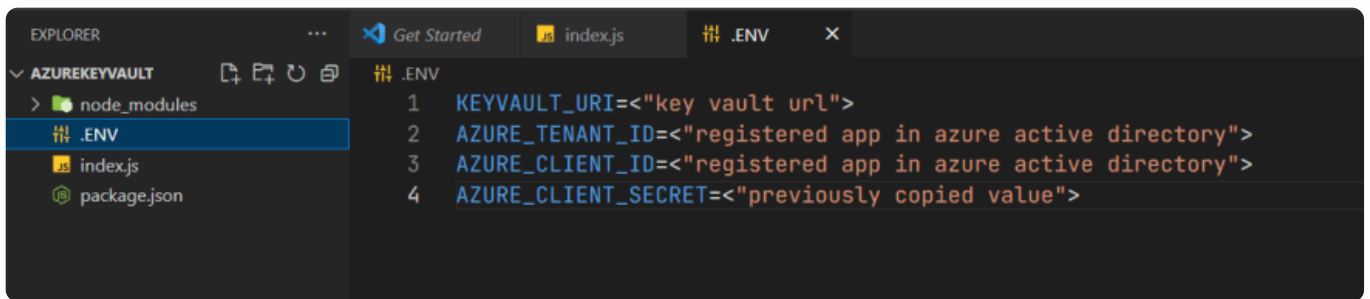 EXPLORER
Get Started
index.js
.ENV
AZUREKEYVAULT
node_modules
.ENV
index.js
package.json
.ENV
1 KEYVAULT_URI=<"key vault url">
2 AZURE_TENANT_ID=<"registered app in azure active directory">
3 AZURE_CLIENT_ID=<"registered app in azure active directory">
4 AZURE_CLIENT_SECRET=<"previously copied value">